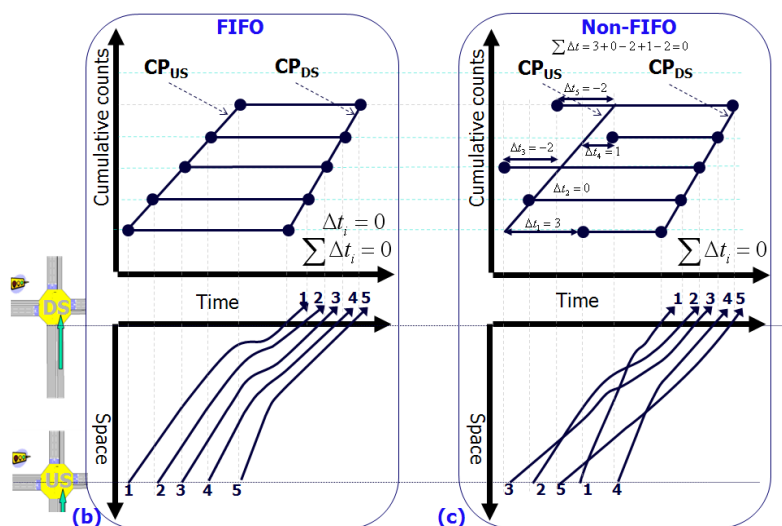 FIFO
CP_US
CP_DS
Cumulative counts
Δt_i = 0
∑Δt_i = 0
Time
1 2 3 4 5
Space
1 2 3 4 5
(b)
Non-FIFO
∑Δt = 3+0−2+1−2=0
CP_US
CP_DS
Cumulative counts
Δt_5 = −2
Δt_4 = 1
Δt_3 = −2
Δt_2 = 0
Δt_1 = 3
∑Δt_i = 0
Time
1 2 3 4 5
Space
3 2 5 1 4
(c)
DS
US